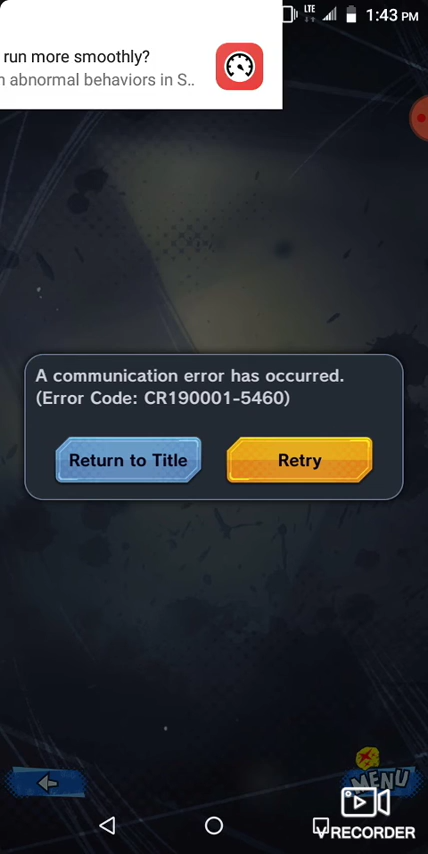 LTE
1:43 PM
run more smoothly?
abnormal behaviors in S..
A communication error has occurred.
(Error Code: CR190001-5460)
Return to Title
Retry
MENU
VRECORDER